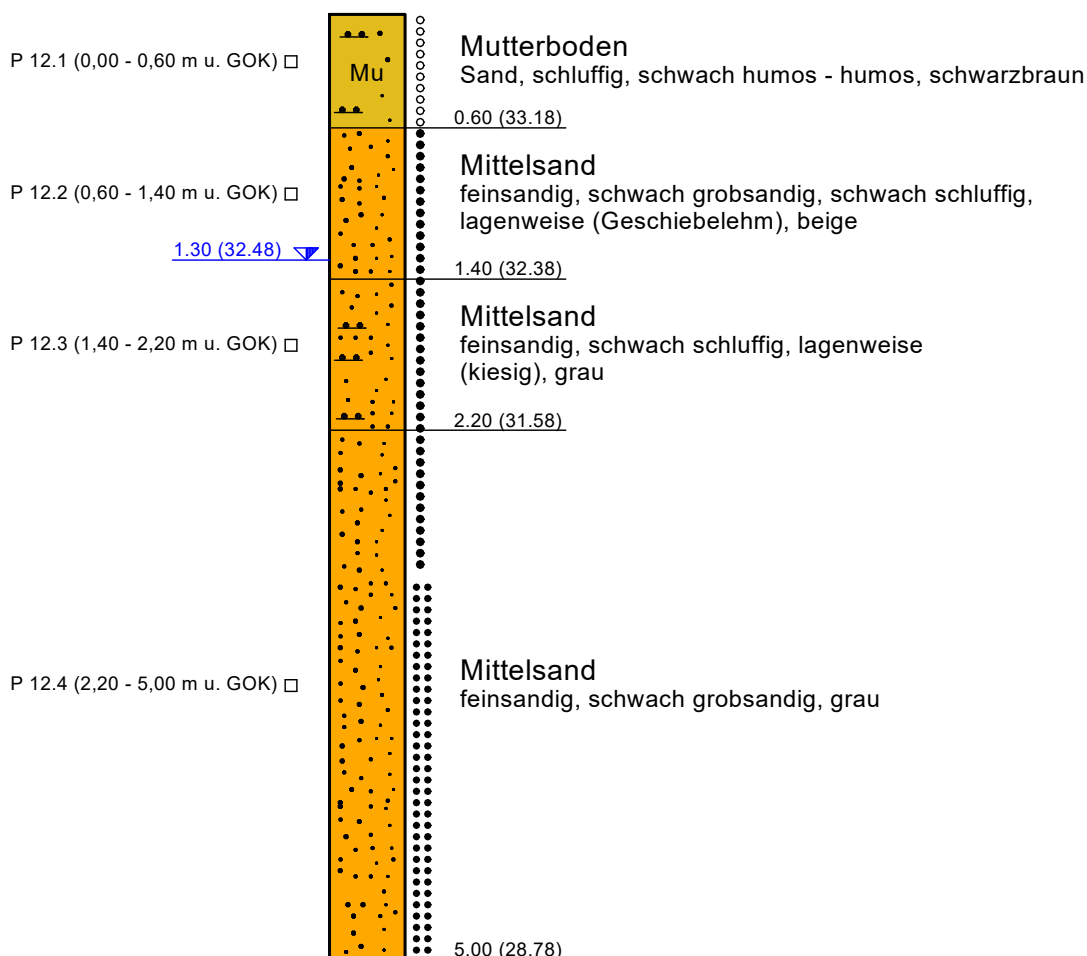 Mutterboden
P 12.1 (0,00 - 0,60 m u. GOK)
Mu
Sand, schluffig, schwach humos - humos, schwarzbraun
0.60 (33.18)
Mittelsand
P 12.2 (0,60 - 1,40 m u. GOK)
feinsandig, schwach grobsandig, schwach schluffig,
lagenweise (Geschiebelehm), beige
1.30 (32.48)
1.40 (32.38)
Mittelsand
P 12.3 (1,40 - 2,20 m u. GOK)
feinsandig, schwach schluffig, lagenweise
(kiesig), grau
2.20 (31.58)
Mittelsand
P 12.4 (2,20 - 5,00 m u. GOK)
feinsandig, schwach grobsandig, grau
5.00 (28.78)